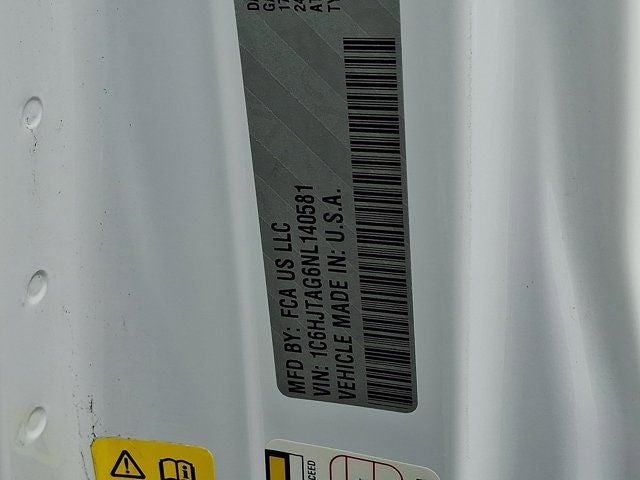 MFD BY: FCA US LLC
VIN: 1C6HJTAG6NL140581
VEHICLE MADE IN: U.S.A.